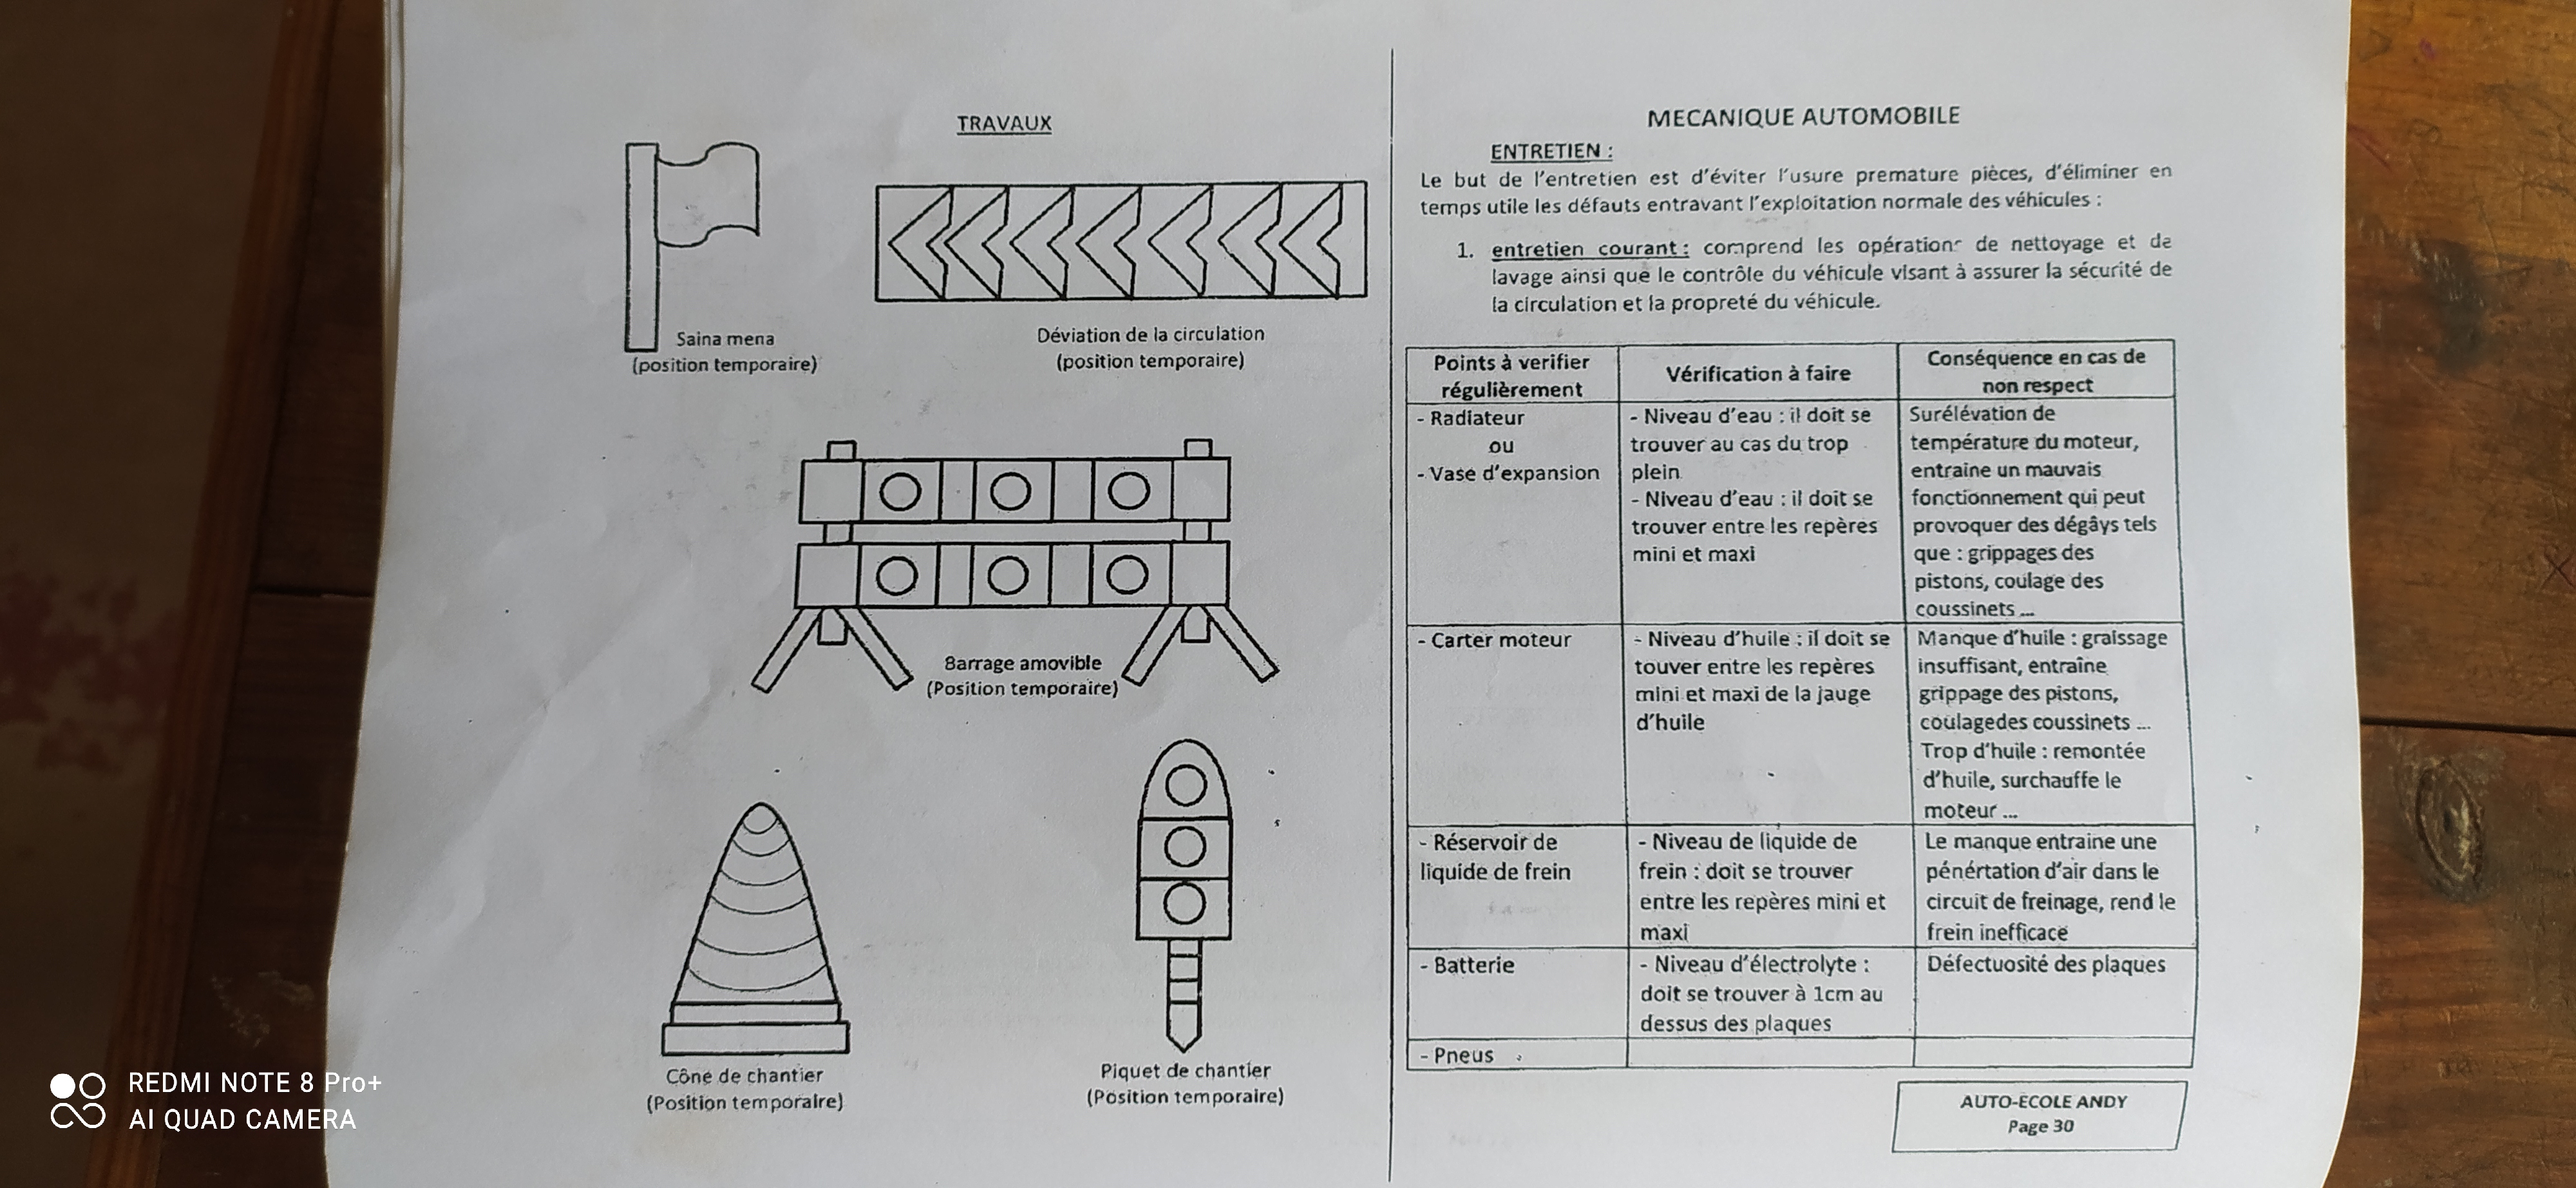 TRAVAUX
Saina mena
(position temporaire)
Déviation de la circulation
(position temporaire)
Barrage amovible
(Position temporaire)
Cône de chantier
(Position temporaire)
Piquet de chantier
(Position temporaire)
MECANIQUE AUTOMOBILE
ENTRETIEN :
Le but de l'entretien est d'éviter l'usure premature pièces, d'éliminer en
temps utile les défauts entravant l'exploitation normale des véhicules :
1. entretien courant : comprend les opérations de nettoyage et de
lavage ainsi que le contrôle du véhicule visant à assurer la sécurité de
la circulation et la propreté du véhicule.
Points à verifier
régulièrement
Vérification à faire
Conséquence en cas de
non respect
- Radiateur
ou
- Vase d'expansion
- Niveau d'eau : il doit se
trouver au cas du trop
plein
- Niveau d'eau : il doit se
trouver entre les repères
mini et maxi
Surélévation de
température du moteur,
entraine un mauvais
fonctionnement qui peut
provoquer des dégâys tels
que : grippages des
pistons, coulage des
coussinets ...
- Carter moteur
- Niveau d'huile : il doit se
touver entre les repères
mini et maxi de la jauge
d'huile
Manque d'huile : graissage
insuffisant, entraîne
grippage des pistons,
coulagedes coussinets ...
Trop d'huile : remontée
d'huile, surchauffe le
moteur ...
- Réservoir de
liquide de frein
- Niveau de liquide de
frein : doit se trouver
entre les repères mini et
maxi
Le manque entraine une
pénértation d'air dans le
circuit de freinage, rend le
frein inefficace
- Batterie
- Niveau d'électrolyte :
doit se trouver à 1cm au
dessus des plaques
Défectuosité des plaques
- Pneus
AUTO-ECOLE ANDY
Page 30
REDMI NOTE 8 Pro+
AI QUAD CAMERA